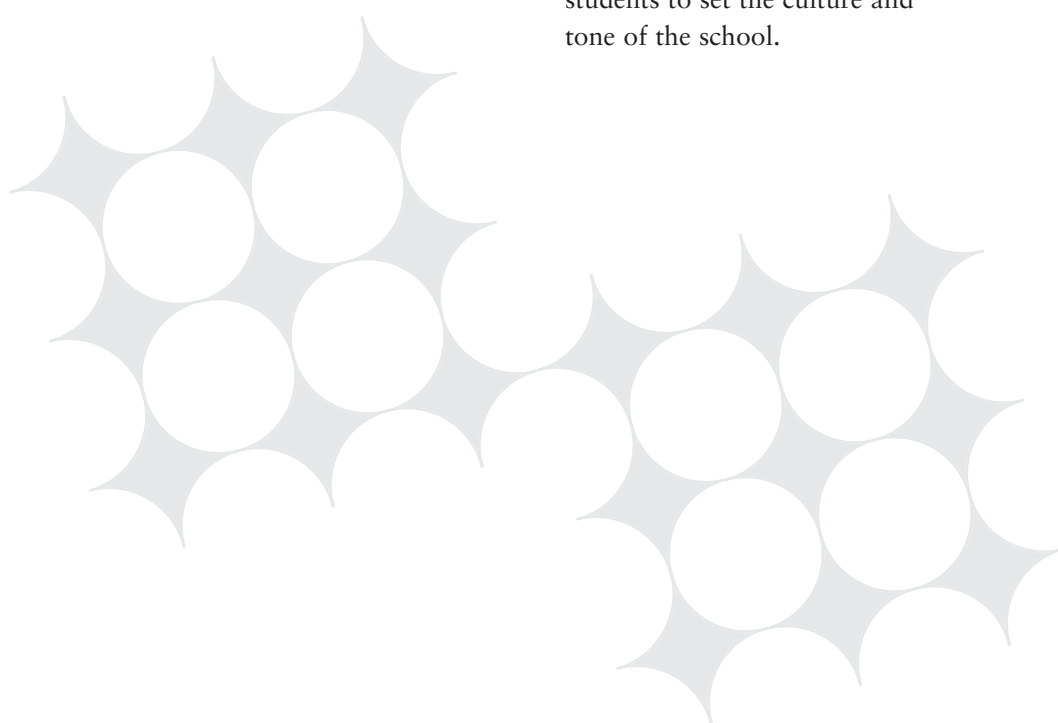 students to set the culture and
tone of the school.